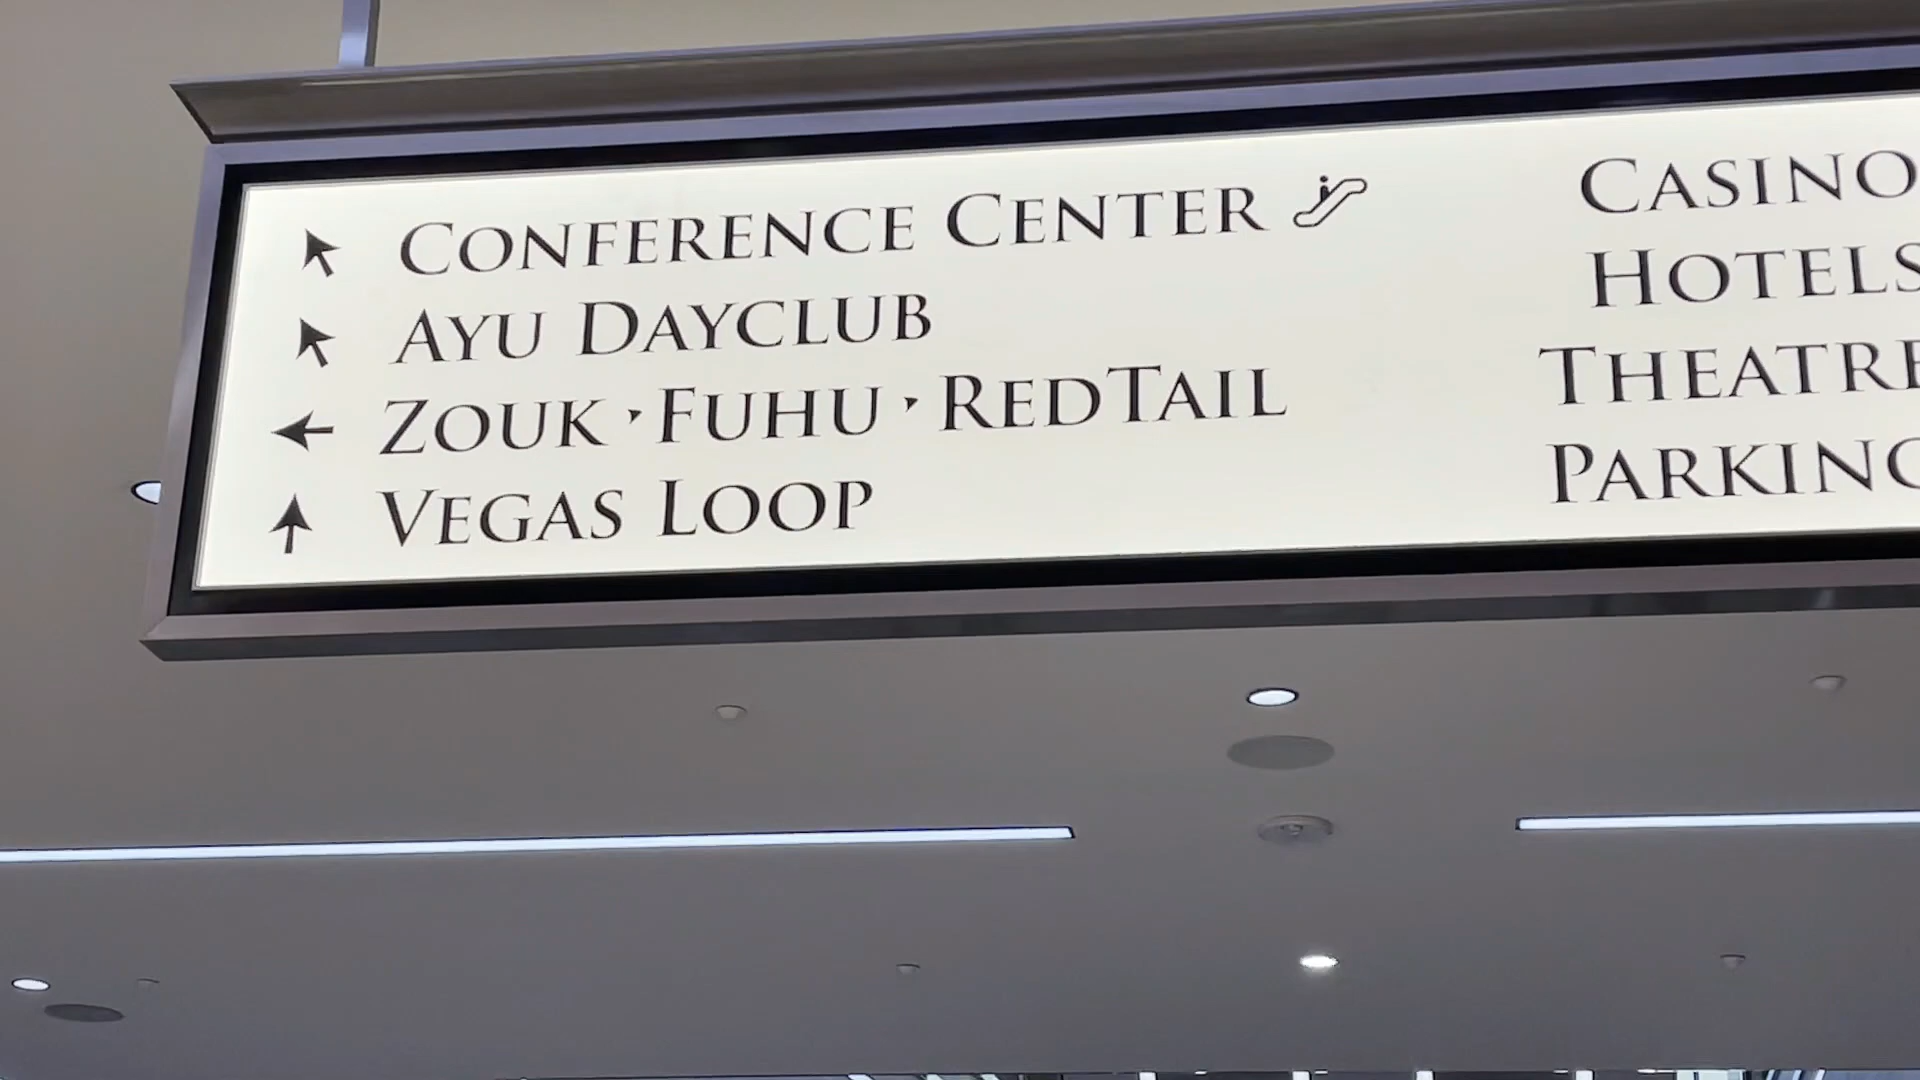 CONFERENCE CENTER
AYU DAYCLUB
ZOUK ▾ FUHU ▾ REDTAIL
VEGAS LOOP
CASINO
HOTELS
THEATRE
PARKING